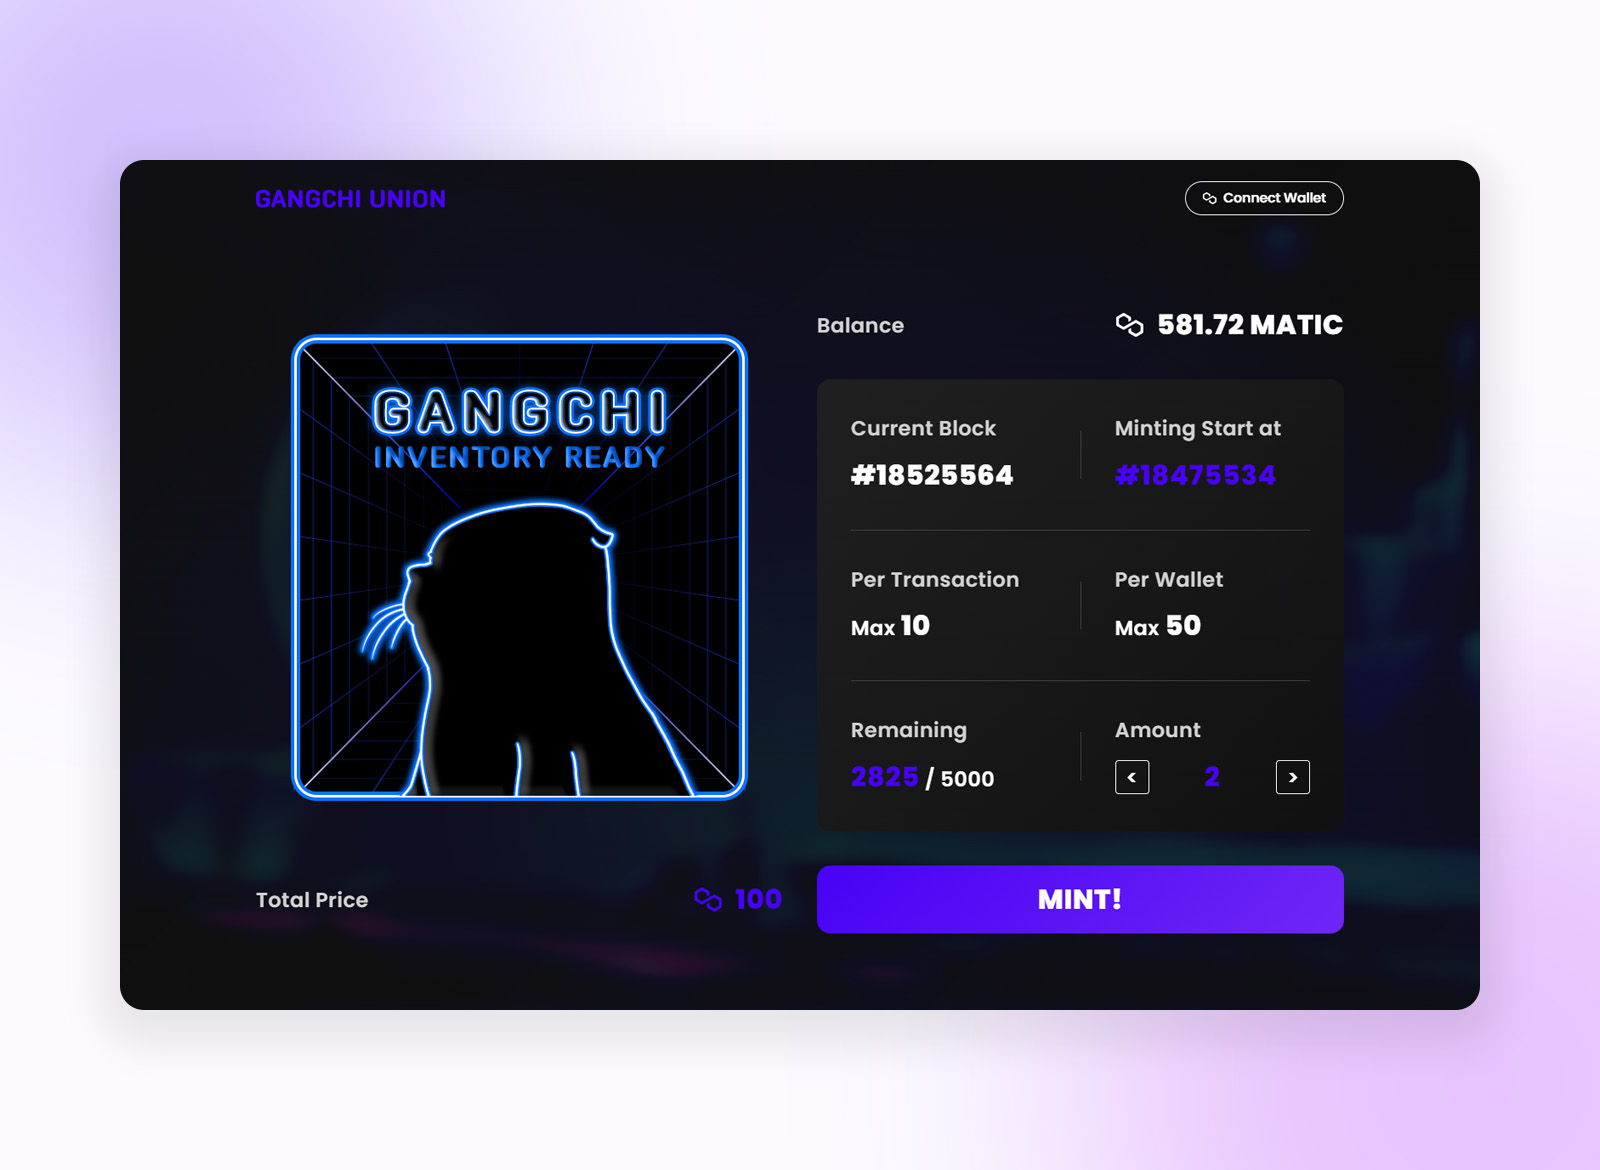 GANGCHI UNION
Connect Wallet
GANGCHI
INVENTORY READY
Balance
581.72 MATIC
Current Block
#18525564
Minting Start at
#18475534
Per Transaction
Max 10
Per Wallet
Max 50
Remaining
2825 / 5000
Amount
< 2 >
Total Price
100
MINT!